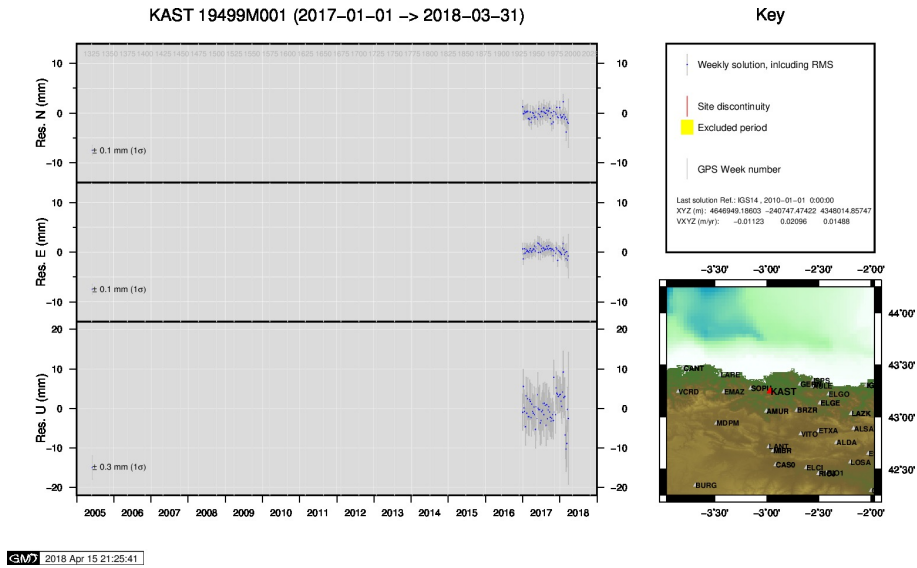 KAST 19499M001 (2017−01−01 −> 2018−03−31)
Key
Res. N (mm)
10
0
−10
10
0
−10
± 0.1 mm (1σ)
Res. E (mm)
10
0
−10
10
0
−10
± 0.1 mm (1σ)
Res. U (mm)
20
10
0
−10
−20
20
10
0
−10
−20
± 0.3 mm (1σ)
2005 2006 2007 2008 2009 2010 2011 2012 2013 2014 2015 2016 2017 2018
Weekly solution, inlcuding RMS
Site discontinuity
Excluded period
GPS Week number
Last solution Ref.: IGS14 , 2010−01−01 0:00:00
XYZ (m): 4646949.18603 −240747.47422 4348014.85747
VXYZ (m/yr): −0.01123 0.02096 0.01488
−3˚30' −3˚00' −2˚30' −2˚00'
44˚00'
43˚30'
43˚00'
42˚30'
CANT
LARE
VCRD EMAZ SOPU KAST
ELGO
ELGE
AMUR BRZR LAZK
MDPM
VITO ETXA ALSA
ALDA
LANT
MIBR
CAS0 ELCI LOSA
BURG
−3˚30' −3˚00' −2˚30' −2˚00'
GMT 2018 Apr 15 21:25:41